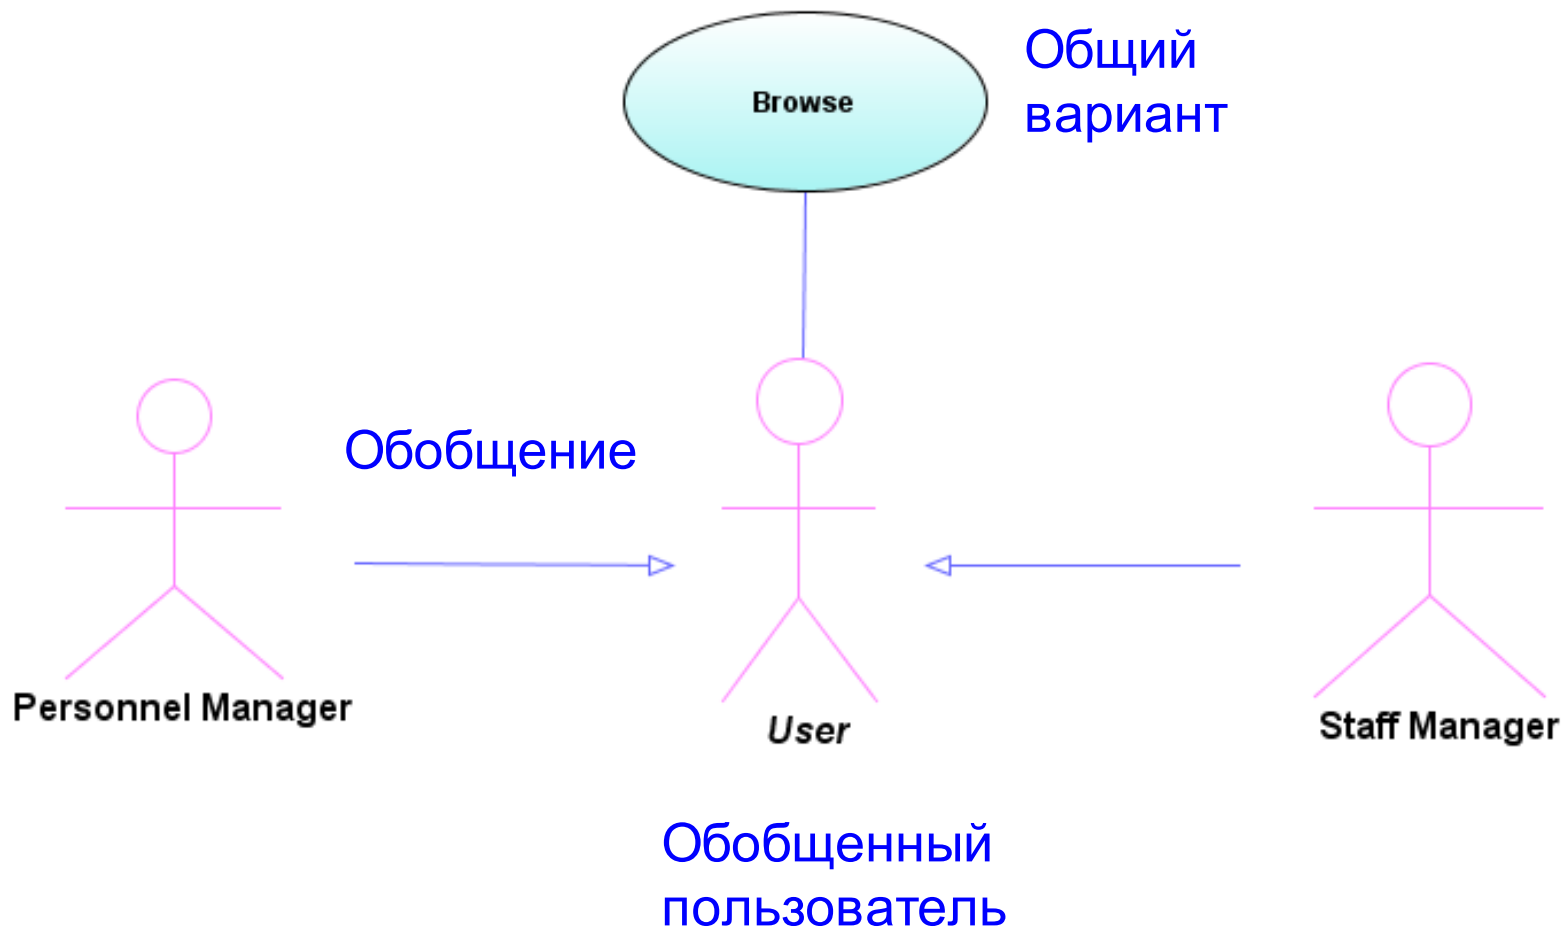 Browse
Общий
вариант
Обобщение
Personnel Manager
User
Staff Manager
Обобщенный
пользователь